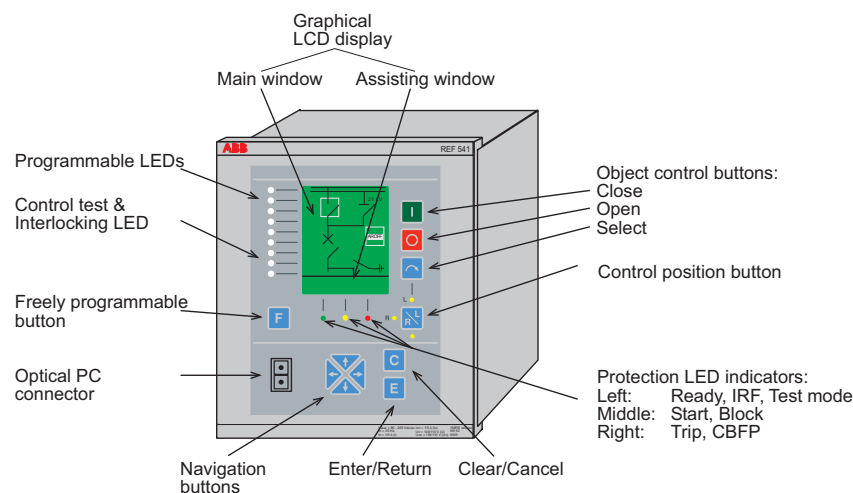 Graphical
LCD display
Main window
Assisting window
ABB
REF 541
Programmable LEDs
Control test &
Interlocking LED
Freely programmable
button
Optical PC
connector
Object control buttons:
Close
Open
Select
Control position button
I
O
L
R
R
L
F
C
E
Protection LED indicators:
Left: Ready, IRF, Test mode
Middle: Start, Block
Right: Trip, CBFP
Navigation
buttons
Enter/Return
Clear/Cancel